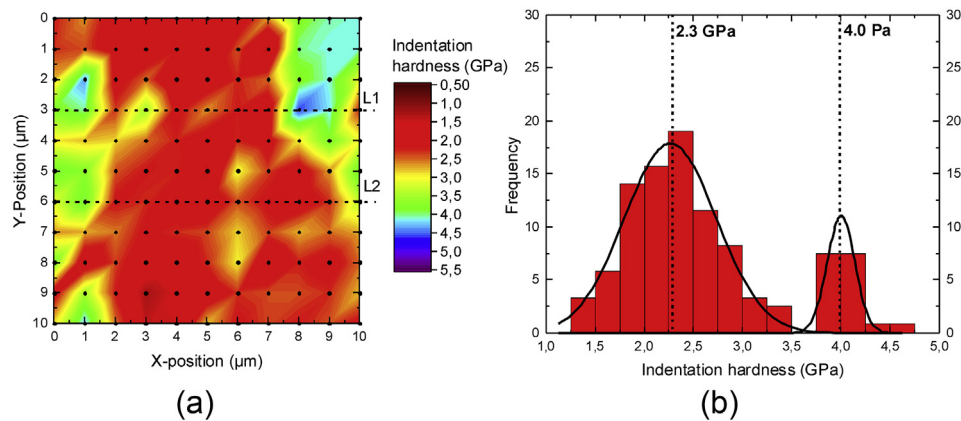 0
1
2
3
4
5
6
7
8
9
10
Y-Position (µm)
0 1 2 3 4 5 6 7 8 9 10
X-position (µm)
L1
L2
Indentation
hardness (GPa)
0,50
1,0
1,5
2,0
2,5
3,0
3,5
4,0
4,5
5,0
5,5
(a)
2.3 GPa
4.0 Pa
30
25
20
15
10
5
0
Frequency
30
25
20
15
10
5
0
1,0 1,5 2,0 2,5 3,0 3,5 4,0 4,5 5,0
Indentation hardness (GPa)
(b)